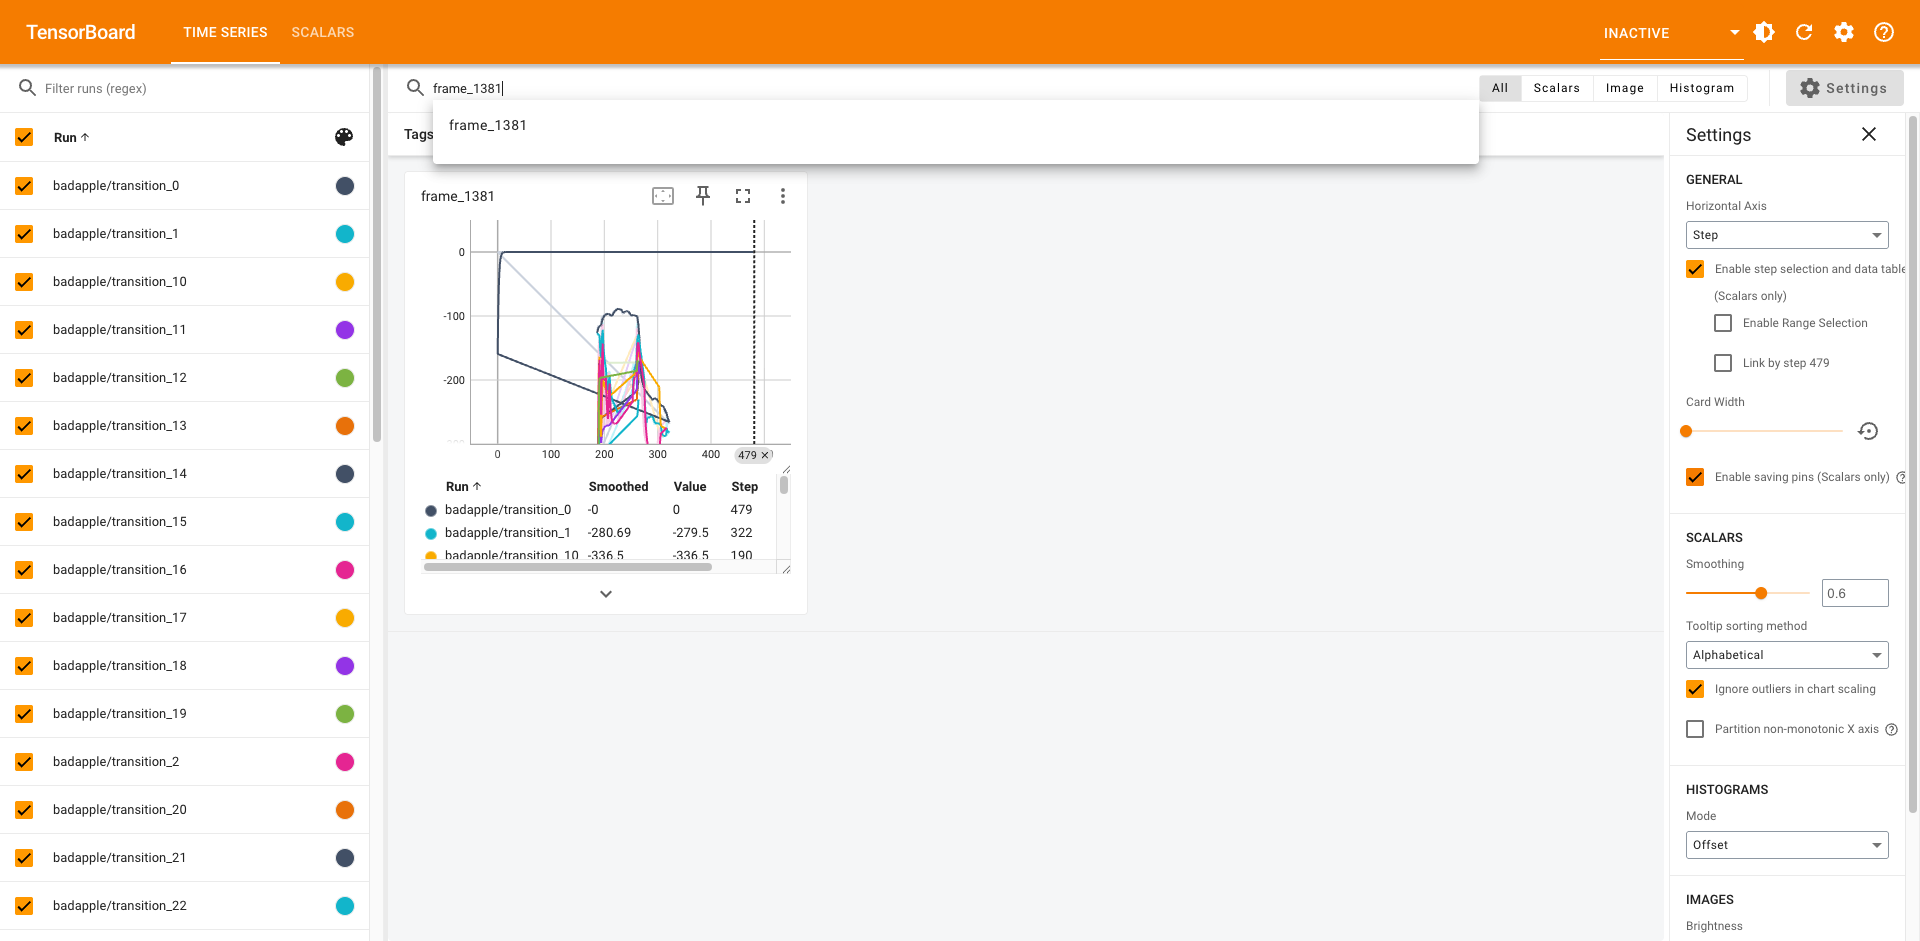 TensorBoard
TIME SERIES
SCALARS
INACTIVE
Filter runs (regex)
frame_1381
All
Scalars
Image
Histogram
Settings
frame_1381
Tags
Run
badapple/transition_0
badapple/transition_1
badapple/transition_10
badapple/transition_11
badapple/transition_12
badapple/transition_13
badapple/transition_14
badapple/transition_15
badapple/transition_16
badapple/transition_17
badapple/transition_18
badapple/transition_19
badapple/transition_2
badapple/transition_20
badapple/transition_21
badapple/transition_22
frame_1381
0
-100
-200
0 100 200 300 400 479
Run Smoothed Value Step
badapple/transition_0 -0 0 479
badapple/transition_1 -280.69 -279.5 322
badapple/transition_10 -336.5 -336.5 190
Settings
GENERAL
Horizontal Axis
Step
Enable step selection and data table
(Scalars only)
Enable Range Selection
Link by step 479
Card Width
Enable saving pins (Scalars only)
SCALARS
Smoothing
0.6
Tooltip sorting method
Alphabetical
Ignore outliers in chart scaling
Partition non-monotonic X axis
HISTOGRAMS
Mode
Offset
IMAGES
Brightness